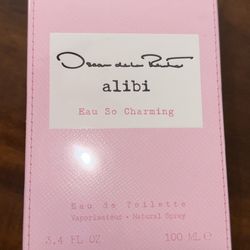 Oscar de la Renta
alibi
Eau So Charming
Eau de Toilette
Vaporisateur • Natural Spray
3.4 FL OZ 100 ML ℮